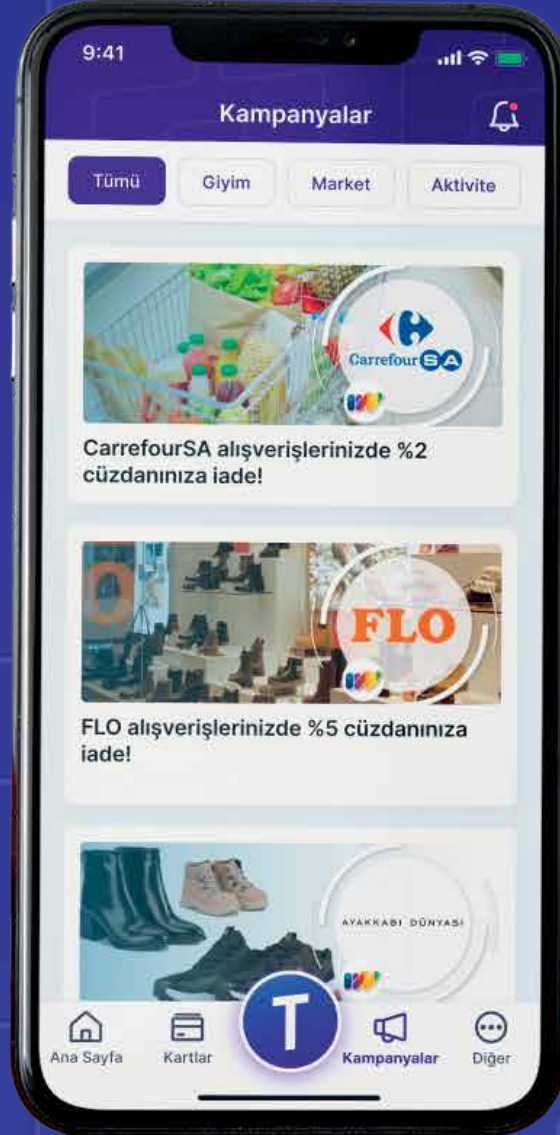 9:41
Kampanyalar
Tümü
Giyim
Market
Aktivite
CarrefourSA
CarrefourSA alışverişlerinizde %2
cüzdanınıza iade!
FLO
FLO alışverişlerinizde %5 cüzdanınıza
iade!
AYAKKABI DÜNYASI
T
Ana Sayfa
Kartlar
Kampanyalar
Diğer